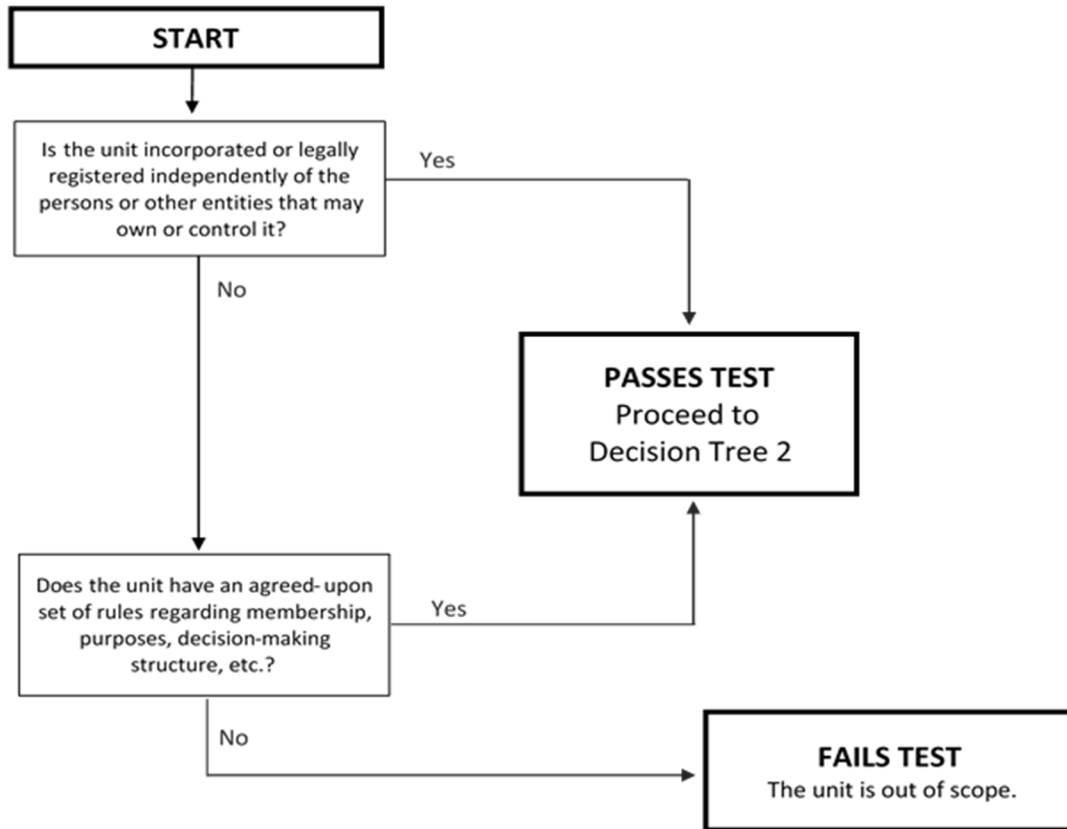 START
Is the unit incorporated or legally
registered independently of the
persons or other entities that may
own or control it?
Yes
No
PASSES TEST
Proceed to
Decision Tree 2
Does the unit have an agreed-upon
set of rules regarding membership,
purposes, decision-making
structure, etc.?
Yes
No
FAILS TEST
The unit is out of scope.